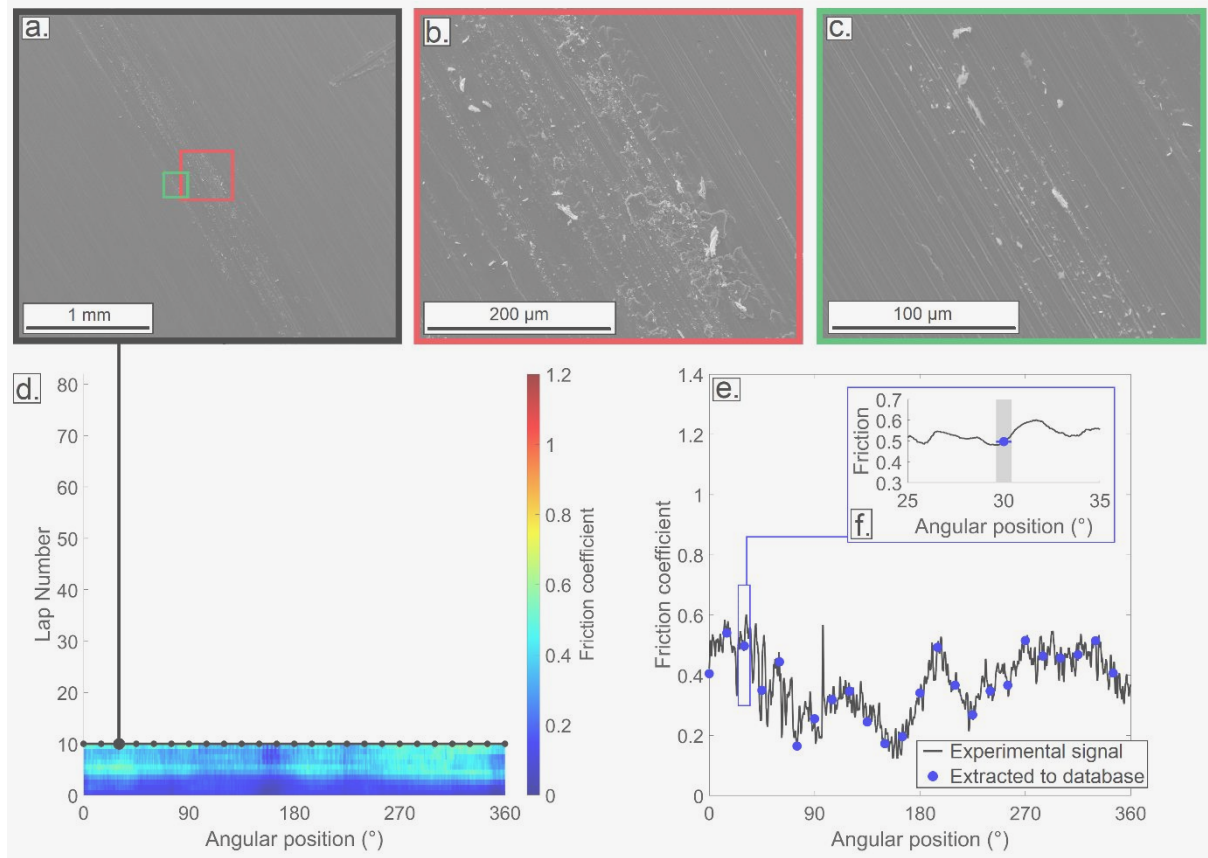 a.
b.
c.
1 mm
200 µm
100 µm
d.
80
70
60
50
40
30
20
10
0
Lap Number
0 90 180 270 360
Angular position (°)
1.2
1
0.8
0.6
0.4
0.2
0
Friction coefficient
e.
1.4
1.2
1
0.8
0.6
0.4
0.2
0
Friction coefficient
0.7
0.6
0.5
0.4
0.3
Friction
25 30 35
Angular position (°)
f.
Experimental signal
Extracted to database
0 90 180 270 360
Angular position (°)